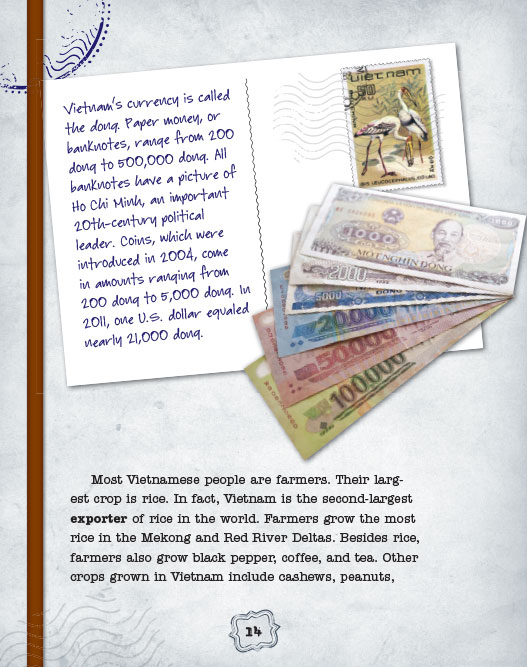 Vietnam's currency is called
the dong. Paper money, or
banknotes, range from 200
dong to 500,000 dong. All
banknotes have a picture of
Ho Chi Minh, an important
20th-century political
leader. Coins, which were
introduced in 2004, come
in amounts ranging from
200 dong to 5,000 dong. In
2011, one U.S. dollar equaled
nearly 21,000 dong.
vietnam
1000
MỘT NGHÌN ĐỒNG
2000
5000
20,000
50000
100000
Most Vietnamese people are farmers. Their larg-
est crop is rice. In fact, Vietnam is the second-largest
exporter of rice in the world. Farmers grow the most
rice in the Mekong and Red River Deltas. Besides rice,
farmers also grow black pepper, coffee, and tea. Other
crops grown in Vietnam include cashews, peanuts,
14